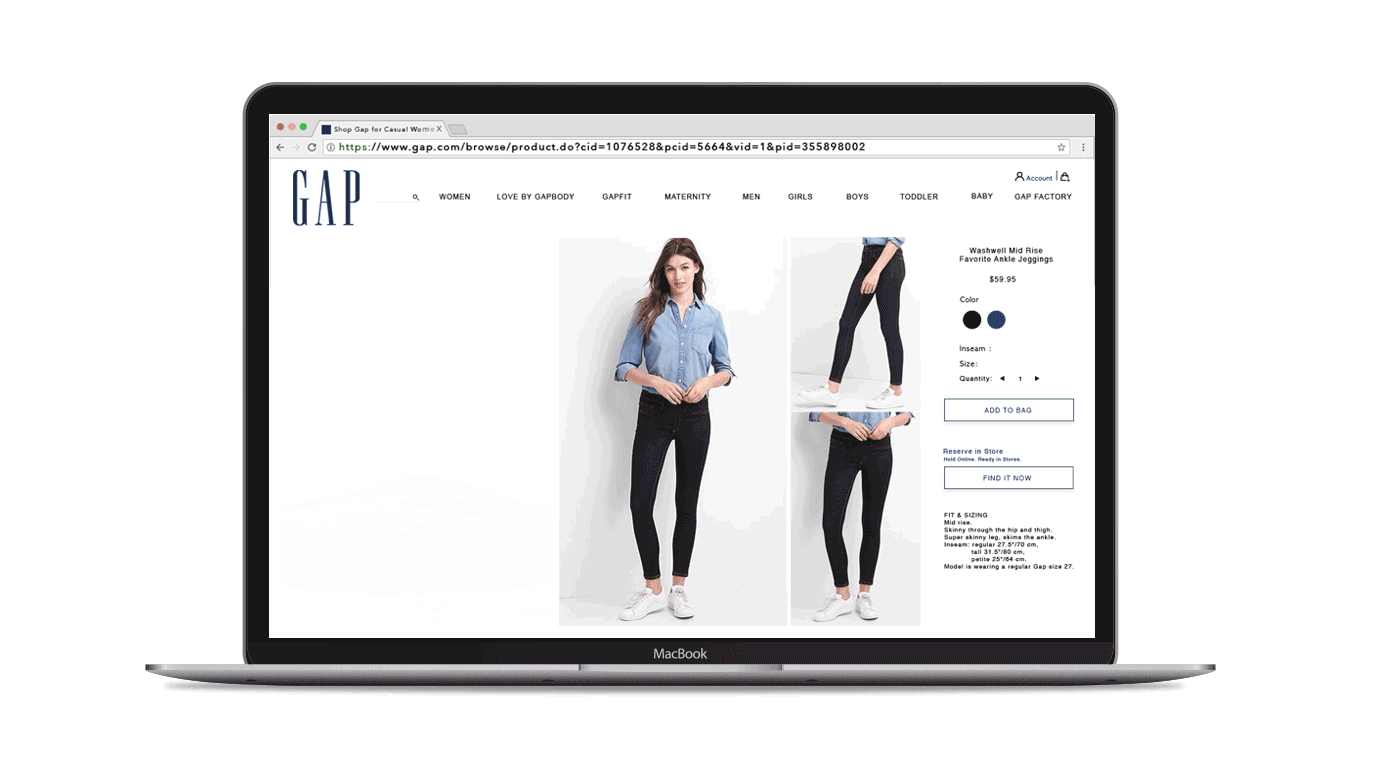 Shop Gap for Casual Wome X
https://www.gap.com/browse/product.do?cid=1076528&pcid=5664&vid=1&pid=355898002
Account
GAP
WOMEN LOVE BY GAPBODY GAPFIT MATERNITY MEN GIRLS BOYS TODDLER BABY GAP FACTORY
Washwell Mid Rise
Favorite Ankle Jeggings
$59.95
Color
Inseam :
Size:
Quantity: 1
ADD TO BAG
Reserve in Store
Hold Online. Ready in Stores.
FIND IT NOW
FIT & SIZING
Mid rise.
Skinny through the hip and thigh.
Super skinny leg, skims the ankle.
Inseam: regular 27.5"/70 cm,
tall 31.5"/80 cm,
petite 25"/64 cm.
Model is wearing a regular Gap size 27.
MacBook